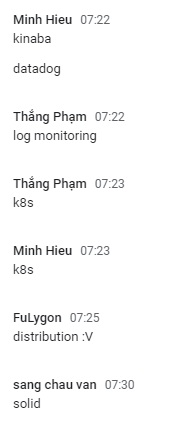 Minh Hieu 07:22
kinaba
datadog
Thắng Phạm 07:22
log monitoring
Thắng Phạm 07:23
k8s
Minh Hieu 07:23
k8s
FuLygon 07:25
distribution :V
sang chau van 07:30
solid